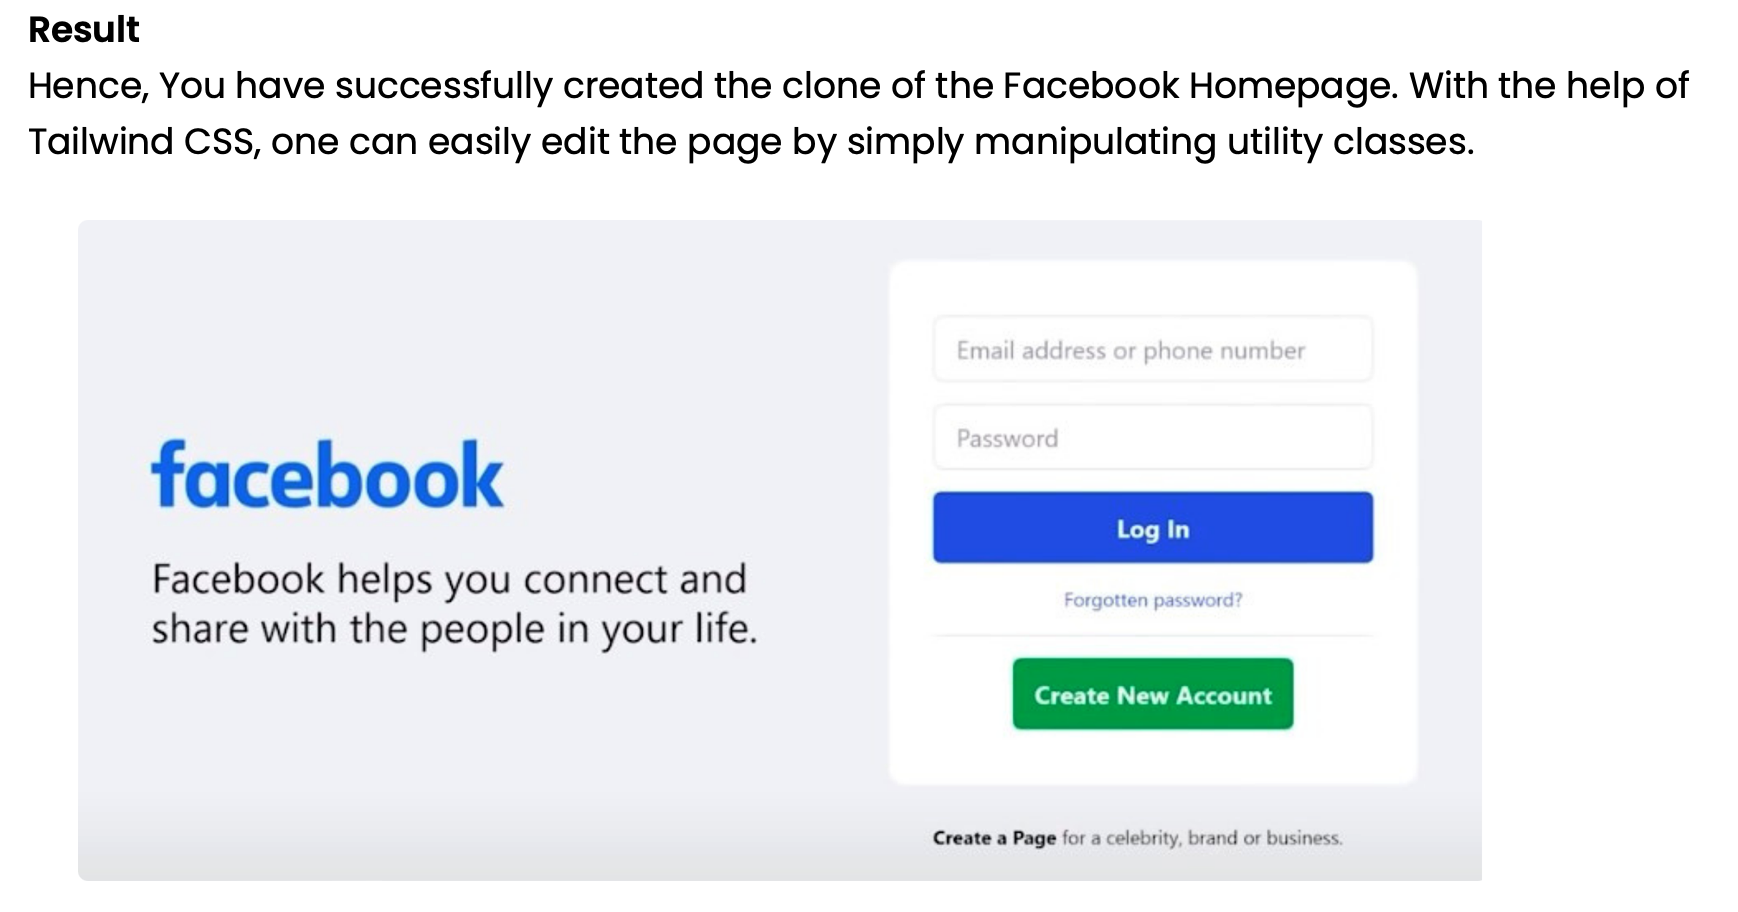 Result
Hence, You have successfully created the clone of the Facebook Homepage. With the help of
Tailwind CSS, one can easily edit the page by simply manipulating utility classes.
facebook
Facebook helps you connect and
share with the people in your life.
Email address or phone number
Password
Log In
Forgotten password?
Create New Account
Create a Page for a celebrity, brand or business.